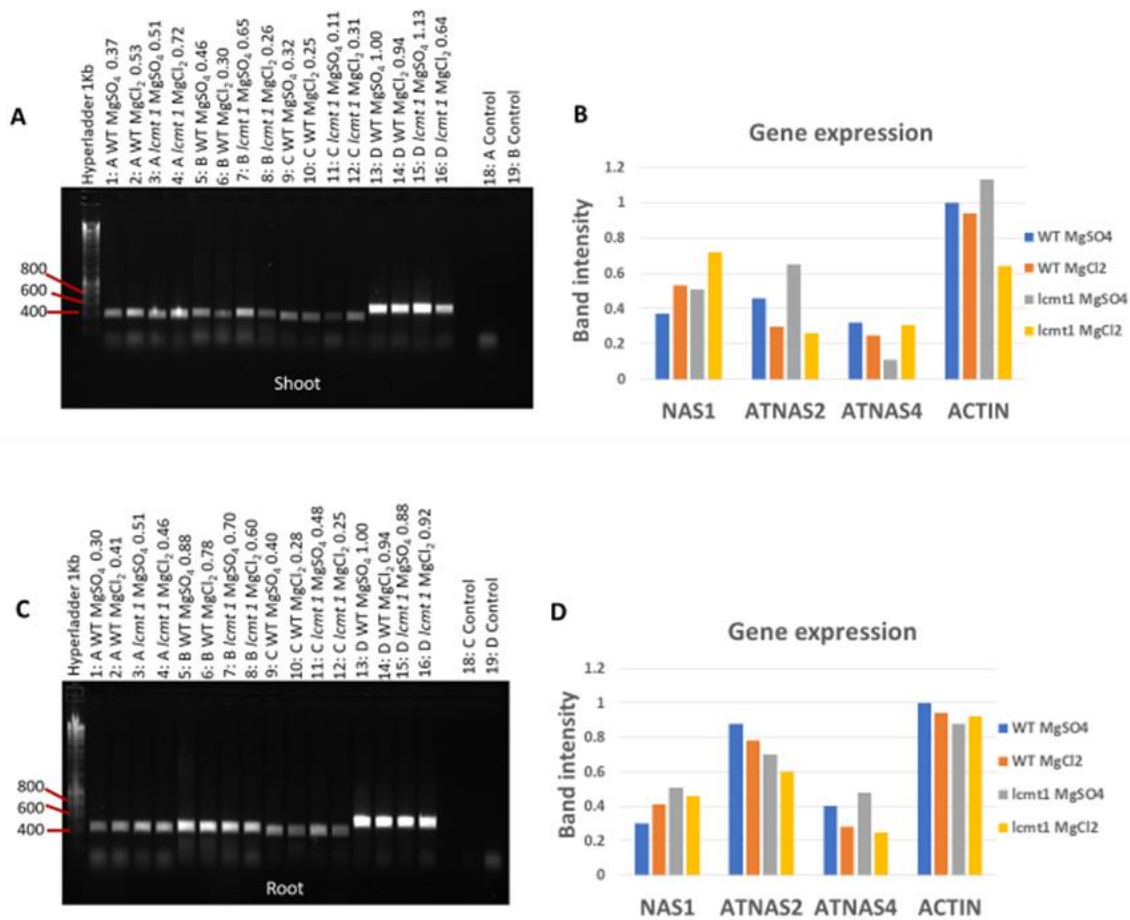 A
Hyperladder 1Kb
1: A WT MgSO₄ 0.37
2: A WT MgCl₂ 0.53
3: A lcmt 1 MgSO₄ 0.51
4: A lcmt 1 MgCl₂ 0.72
5: B WT MgSO₄ 0.46
6: B WT MgCl₂ 0.30
7: B lcmt 1 MgSO₄ 0.65
8: B lcmt 1 MgCl₂ 0.26
9: C WT MgSO₄ 0.32
10: C WT MgCl₂ 0.25
11: C lcmt 1 MgSO₄ 0.11
12: C lcmt 1 MgCl₂ 0.31
13: D WT MgSO₄ 1.00
14: D WT MgCl₂ 0.94
15: D lcmt 1 MgSO₄ 1.13
16: D lcmt 1 MgCl₂ 0.64
18: A Control
19: B Control
800
600
400
Shoot
B
Gene expression
Band intensity
1.2
1
0.8
0.6
0.4
0.2
0
NAS1
ATNAS2
ATNAS4
ACTIN
WT MgSO4
WT MgCl2
lcmt1 MgSO4
lcmt1 MgCl2
C
Hyperladder 1Kb
1: A WT MgSO₄ 0.30
2: A WT MgCl₂ 0.41
3: A lcmt 1 MgSO₄ 0.51
4: A lcmt 1 MgCl₂ 0.46
5: B WT MgSO₄ 0.88
6: B WT MgCl₂ 0.78
7: B lcmt 1 MgSO₄ 0.70
8: B lcmt 1 MgCl₂ 0.60
9: C WT MgSO₄ 0.40
10: C WT MgCl₂ 0.28
11: C lcmt 1 MgSO₄ 0.48
12: C lcmt 1 MgCl₂ 0.25
13: D WT MgSO₄ 1.00
14: D WT MgCl₂ 0.94
15: D lcmt 1 MgSO₄ 0.88
16: D lcmt 1 MgCl₂ 0.92
18: C Control
19: D Control
800
600
400
Root
D
Gene expression
Band intensity
1.2
1
0.8
0.6
0.4
0.2
0
NAS1
ATNAS2
ATNAS4
ACTIN
WT MgSO4
WT MgCl2
lcmt1 MgSO4
lcmt1 MgCl2